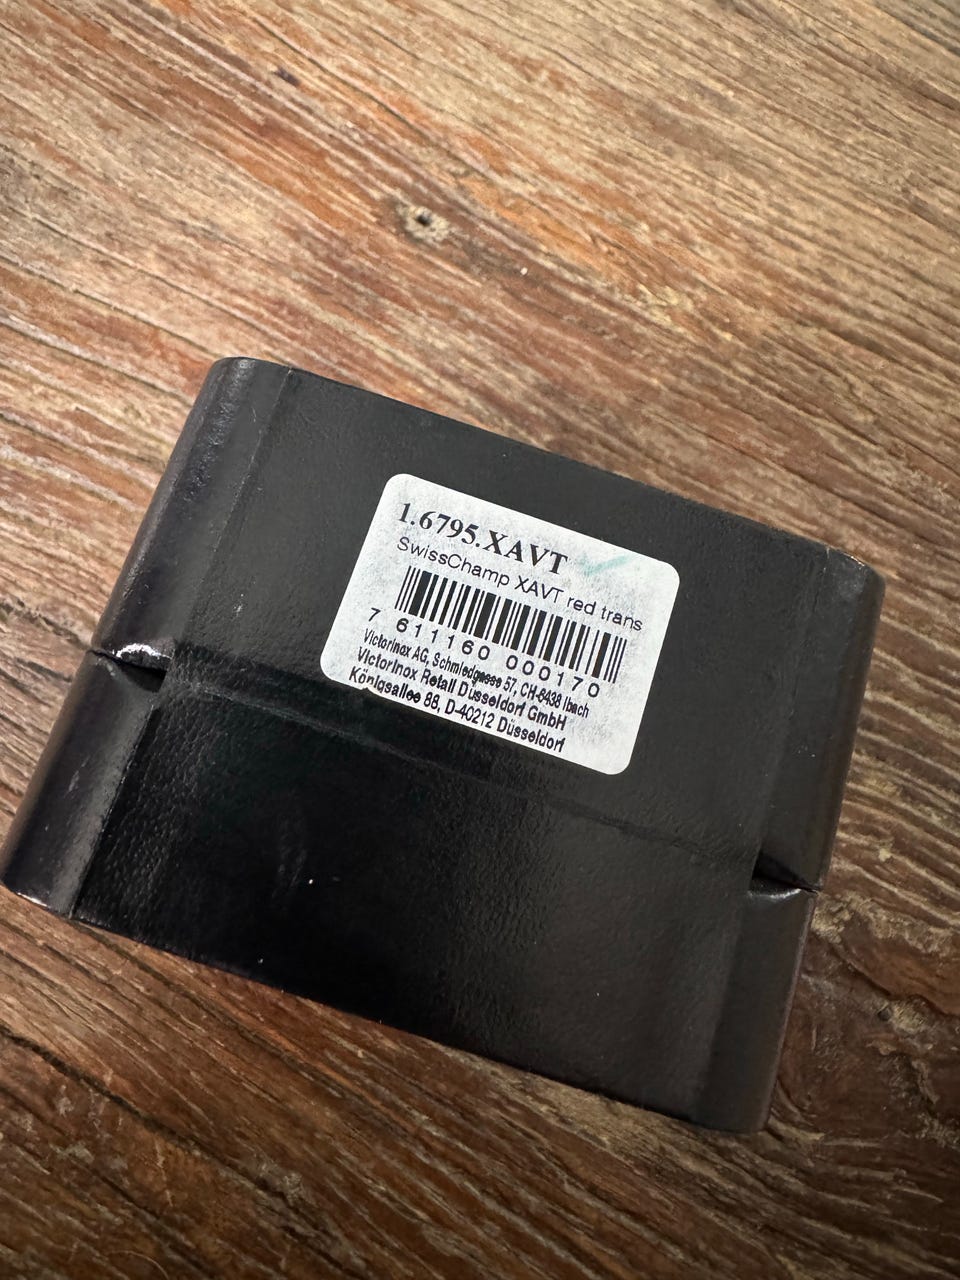 1.6795.XAVT
SwissChamp XAVT red trans
7 611160 000170
Victorinox AG, Schmiedgasse 57, CH-6438 Ibach
Victorinox Retail Düsseldorf GmbH
Königsallee 88, D-40212 Düsseldorf